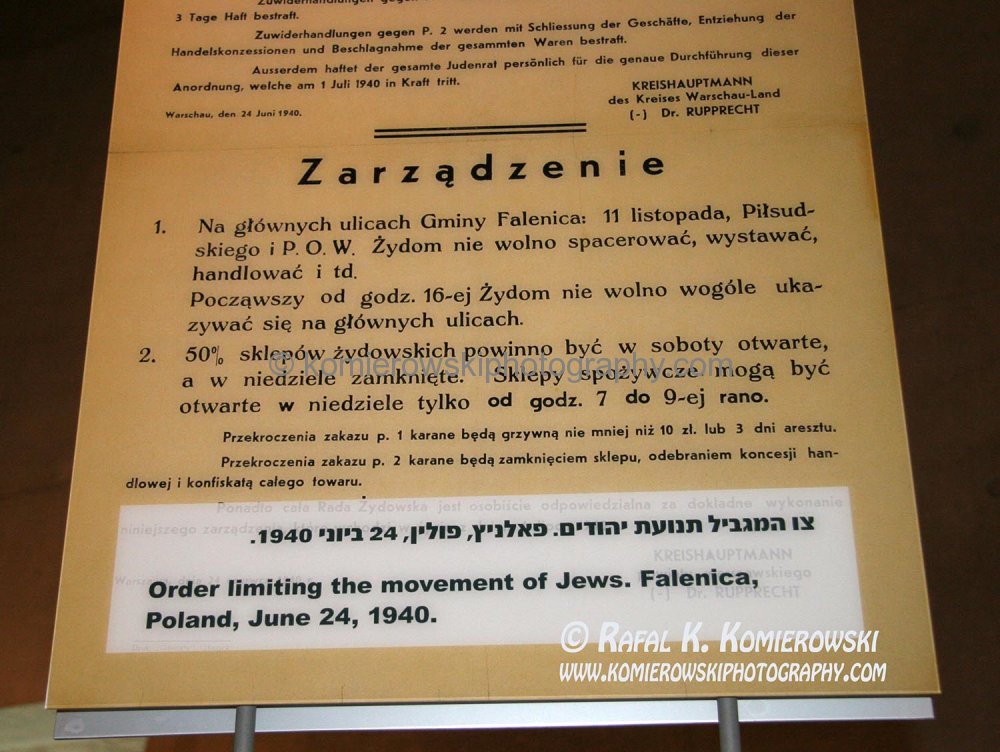 Zuwiderhandlungen gegen
3 Tage Haft bestraft.
Zuwiderhandlungen gegen P. 2 werden mit Schliessung der Geschäfte, Entziehung der
Handelskonzessionen und Beschlagnahme der gesammten Waren bestraft.
Ausserdem haftet der gesamte Judenrat persönlich für die genaue Durchführung dieser
Anordnung, welche am 1 Juli 1940 in Kraft tritt.
KREISHAUPTMANN
des Kreises Warschau-Land
(-) Dr. RUPPRECHT
Warschau, den 24 Juni 1940.
Zarządzenie
1. Na głównych ulicach Gminy Falenica: 11 listopada, Piłsud-
skiego i P. O. W. Żydom nie wolno spacerować, wystawać,
handlować i td.
Począwszy od godz. 16-ej Żydom nie wolno wogóle uka-
zywać się na głównych ulicach.
2. 50% sklepów żydowskich powinno być w soboty otwarte,
© komierowskiphotography.com
a w niedziele zamknięte. Sklepy spożywcze mogą być
otwarte w niedziele tylko od godz. 7 do 9-ej rano.
Przekroczenia zakazu p. 1 karane będą grzywną nie mniej niż 10 zł. lub 3 dni aresztu.
Przekroczenia zakazu p. 2 karane będą zamknięciem sklepu, odebraniem koncesji han-
dlowej i konfiskatą całego towaru.
Ponadto cała Rada Żydowska jest osobiście odpowiedzialna za dokładne wykonanie
niniejszego
צו המגביל תנועת יהודים. פאלניץ, פולין, 24 ביוני 1940.
KREISHAUPTMANN
(-) Dr. RUPPRECHT
Order limiting the movement of Jews. Falenica,
Poland, June 24, 1940.
© Rafal K. Komierowski
www.komierowskiphotography.com